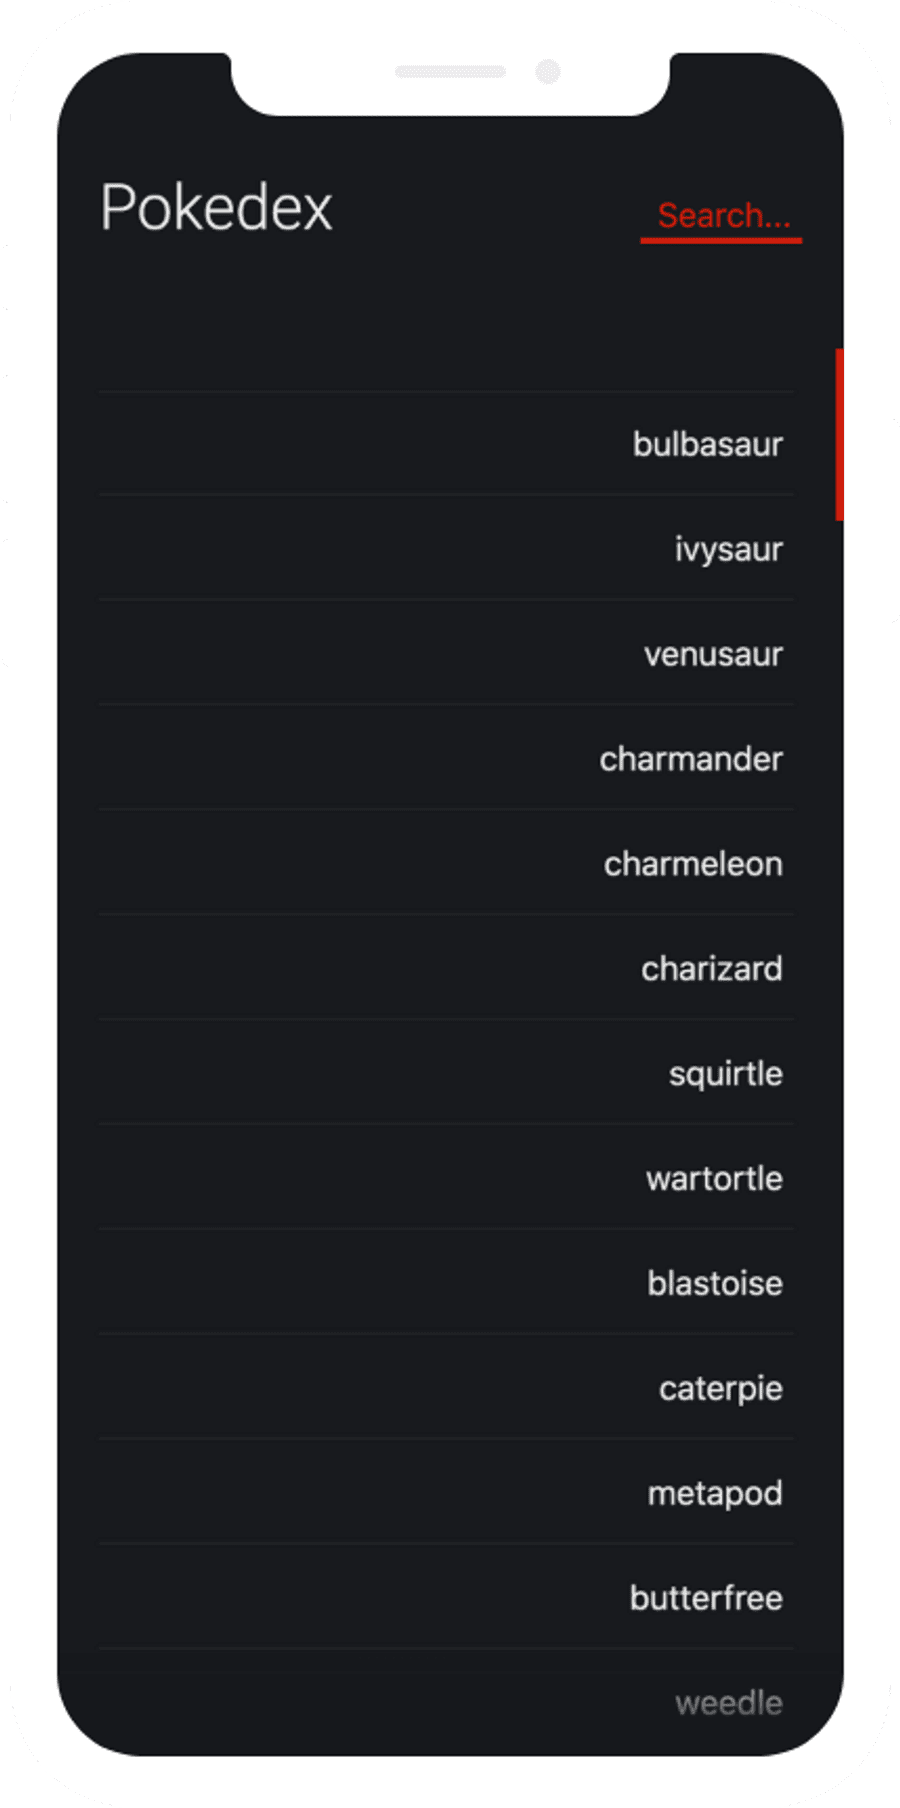 Pokedex
Search...
bulbasaur
ivysaur
venusaur
charmander
charmeleon
charizard
squirtle
wartortle
blastoise
caterpie
metapod
butterfree
weedle